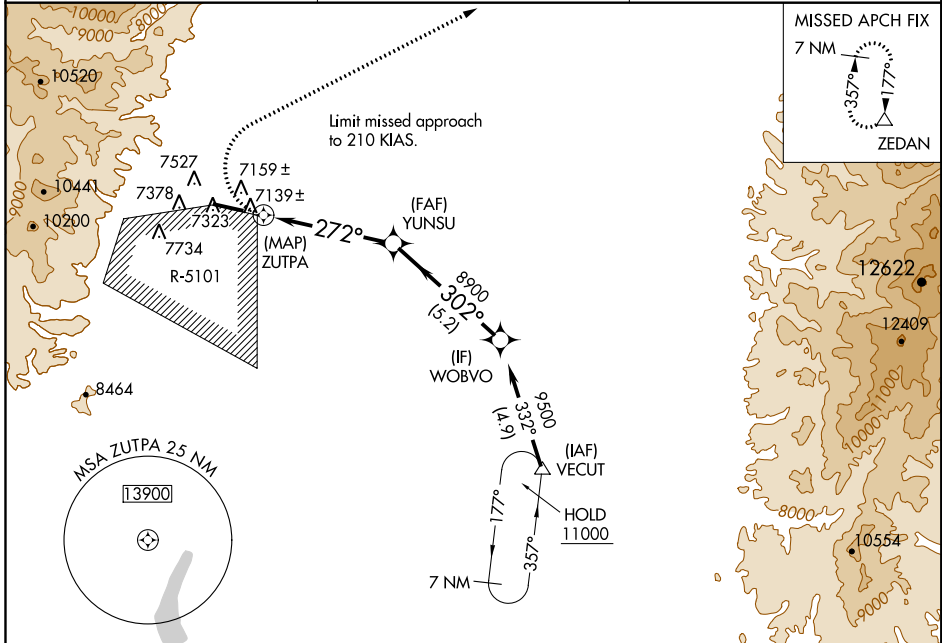 10000
9000
10520
Limit missed approach
to 210 KIAS.
MISSED APCH FIX
7 NM
357°
177°
ZEDAN
7527
7159 ±
10441
7378
7139 ±
9000
10200
7323
7734
(MAP)
ZUTPA
272°
(FAF)
YUNSU
R-5101
8900
302°
(5.2)
12622
12409
(IF)
WOBVO
8464
9500
332°
(4.9)
11000
10000
MSA ZUTPA 25 NM
13900
(IAF)
VECUT
177°
357°
HOLD
11000
7 NM
8000
10554
9000